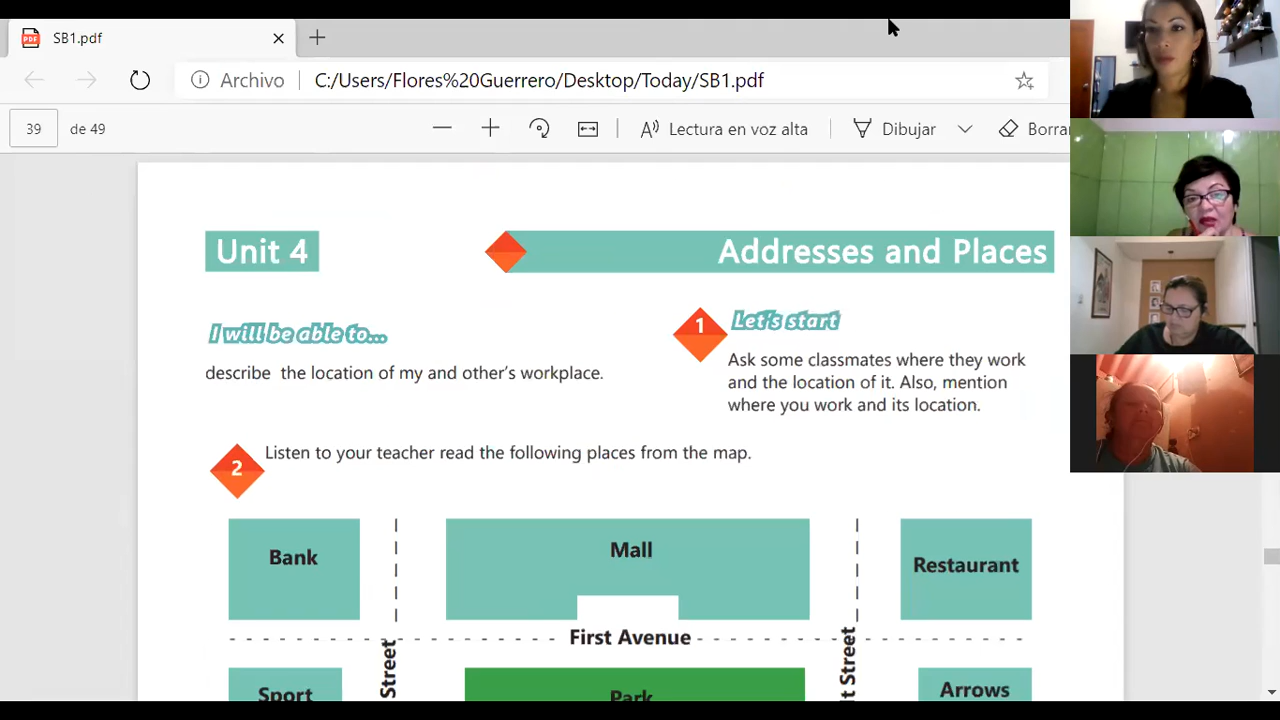 SB1.pdf
Archivo C:/Users/Flores%20Guerrero/Desktop/Today/SB1.pdf
39 de 49 Lectura en voz alta Dibujar
Unit 4 Addresses and Places
I will be able to...
describe the location of my and other's workplace.
1 Let's start
Ask some classmates where they work
and the location of it. Also, mention
where you work and its location.
2 Listen to your teacher read the following places from the map.
Bank Mall Restaurant
First Avenue
Street
Street
Sport Park Arrows